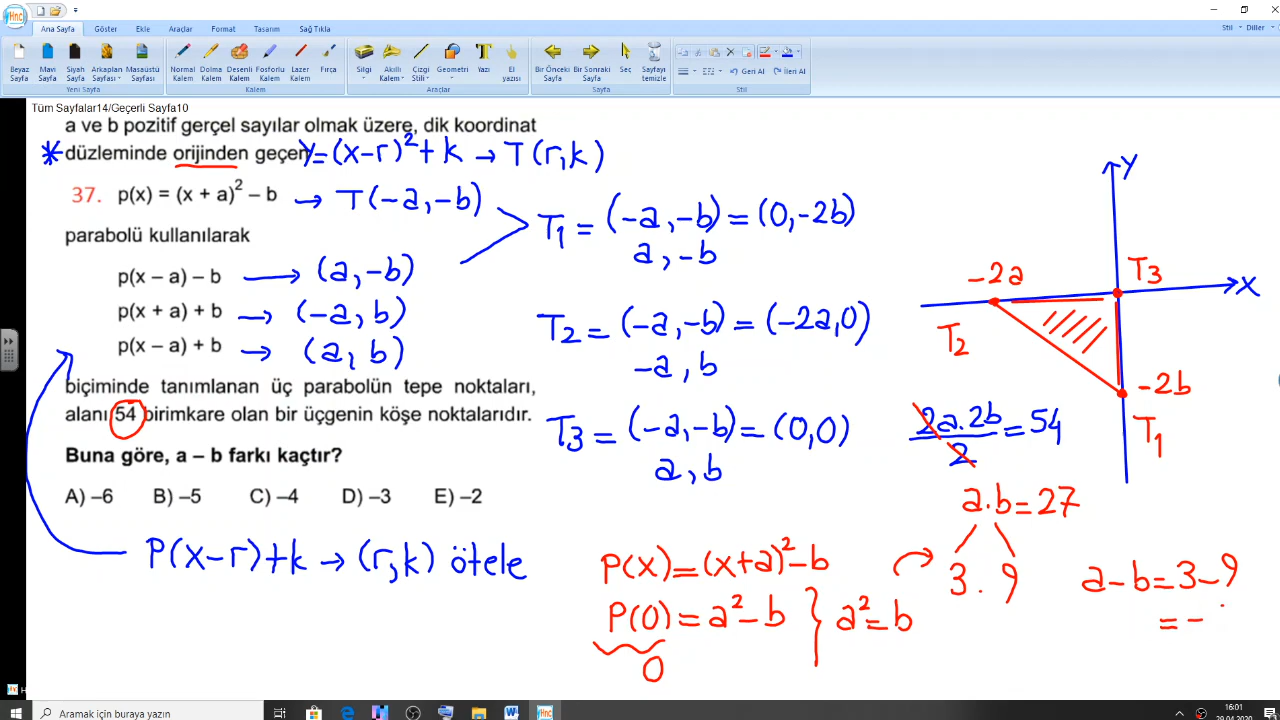 Ana Sayfa Göster Ekle Araçlar Format Tasarım Sağ Tıkla
Stil Diller
Beyaz Sayfa Mavi Sayfa Siyah Sayfa Arkaplan Sayfası Masaüstü Sayfası
Normal Kalem Dolma Kalem Desenli Kalem Fosforlu Kalem Lazer Kalem Fırça
Silgi Akıllı Kalem Çizgi Stili Geometri Yazı El yazısı
Bir Önceki Sayfa Bir Sonraki Sayfa Seç Sayfayı temizle
Geri Al İleri Al
Yeni Sayfa Kalem Araçlar Sayfa Stil
Tüm Sayfalar14/Geçerli Sayfa10
a ve b pozitif gerçel sayılar olmak üzere, dik koordinat
* düzleminde orijinden geçen y=(x-r)²+k → T(r,k)
37. p(x) = (x + a)² – b → T(-a,-b)
parabolü kullanılarak
p(x – a) – b → (a,-b)
p(x + a) + b → (-a,b)
p(x – a) + b → (a,b)
biçiminde tanımlanan üç parabolün tepe noktaları,
alanı 54 birimkare olan bir üçgenin köşe noktalarıdır.
Buna göre, a – b farkı kaçtır?
A) –6 B) –5 C) –4 D) –3 E) –2
P(x-r)+k → (r,k) ötele
T1 = (-a,-b) = (0,-2b)
a,-b
T2 = (-a,-b) = (-2a,0)
-a,b
T3 = (-a,-b) = (0,0)
a,b
Y
-2a T3
X
T2
-2b
T1
2a.2b = 54
2
a.b=27
3.9
P(x)=(x+a)²-b
P(0)=a²-b } a²=b
0
a-b=3-9
=-
Aramak için buraya yazın
16:01
29.04.2020